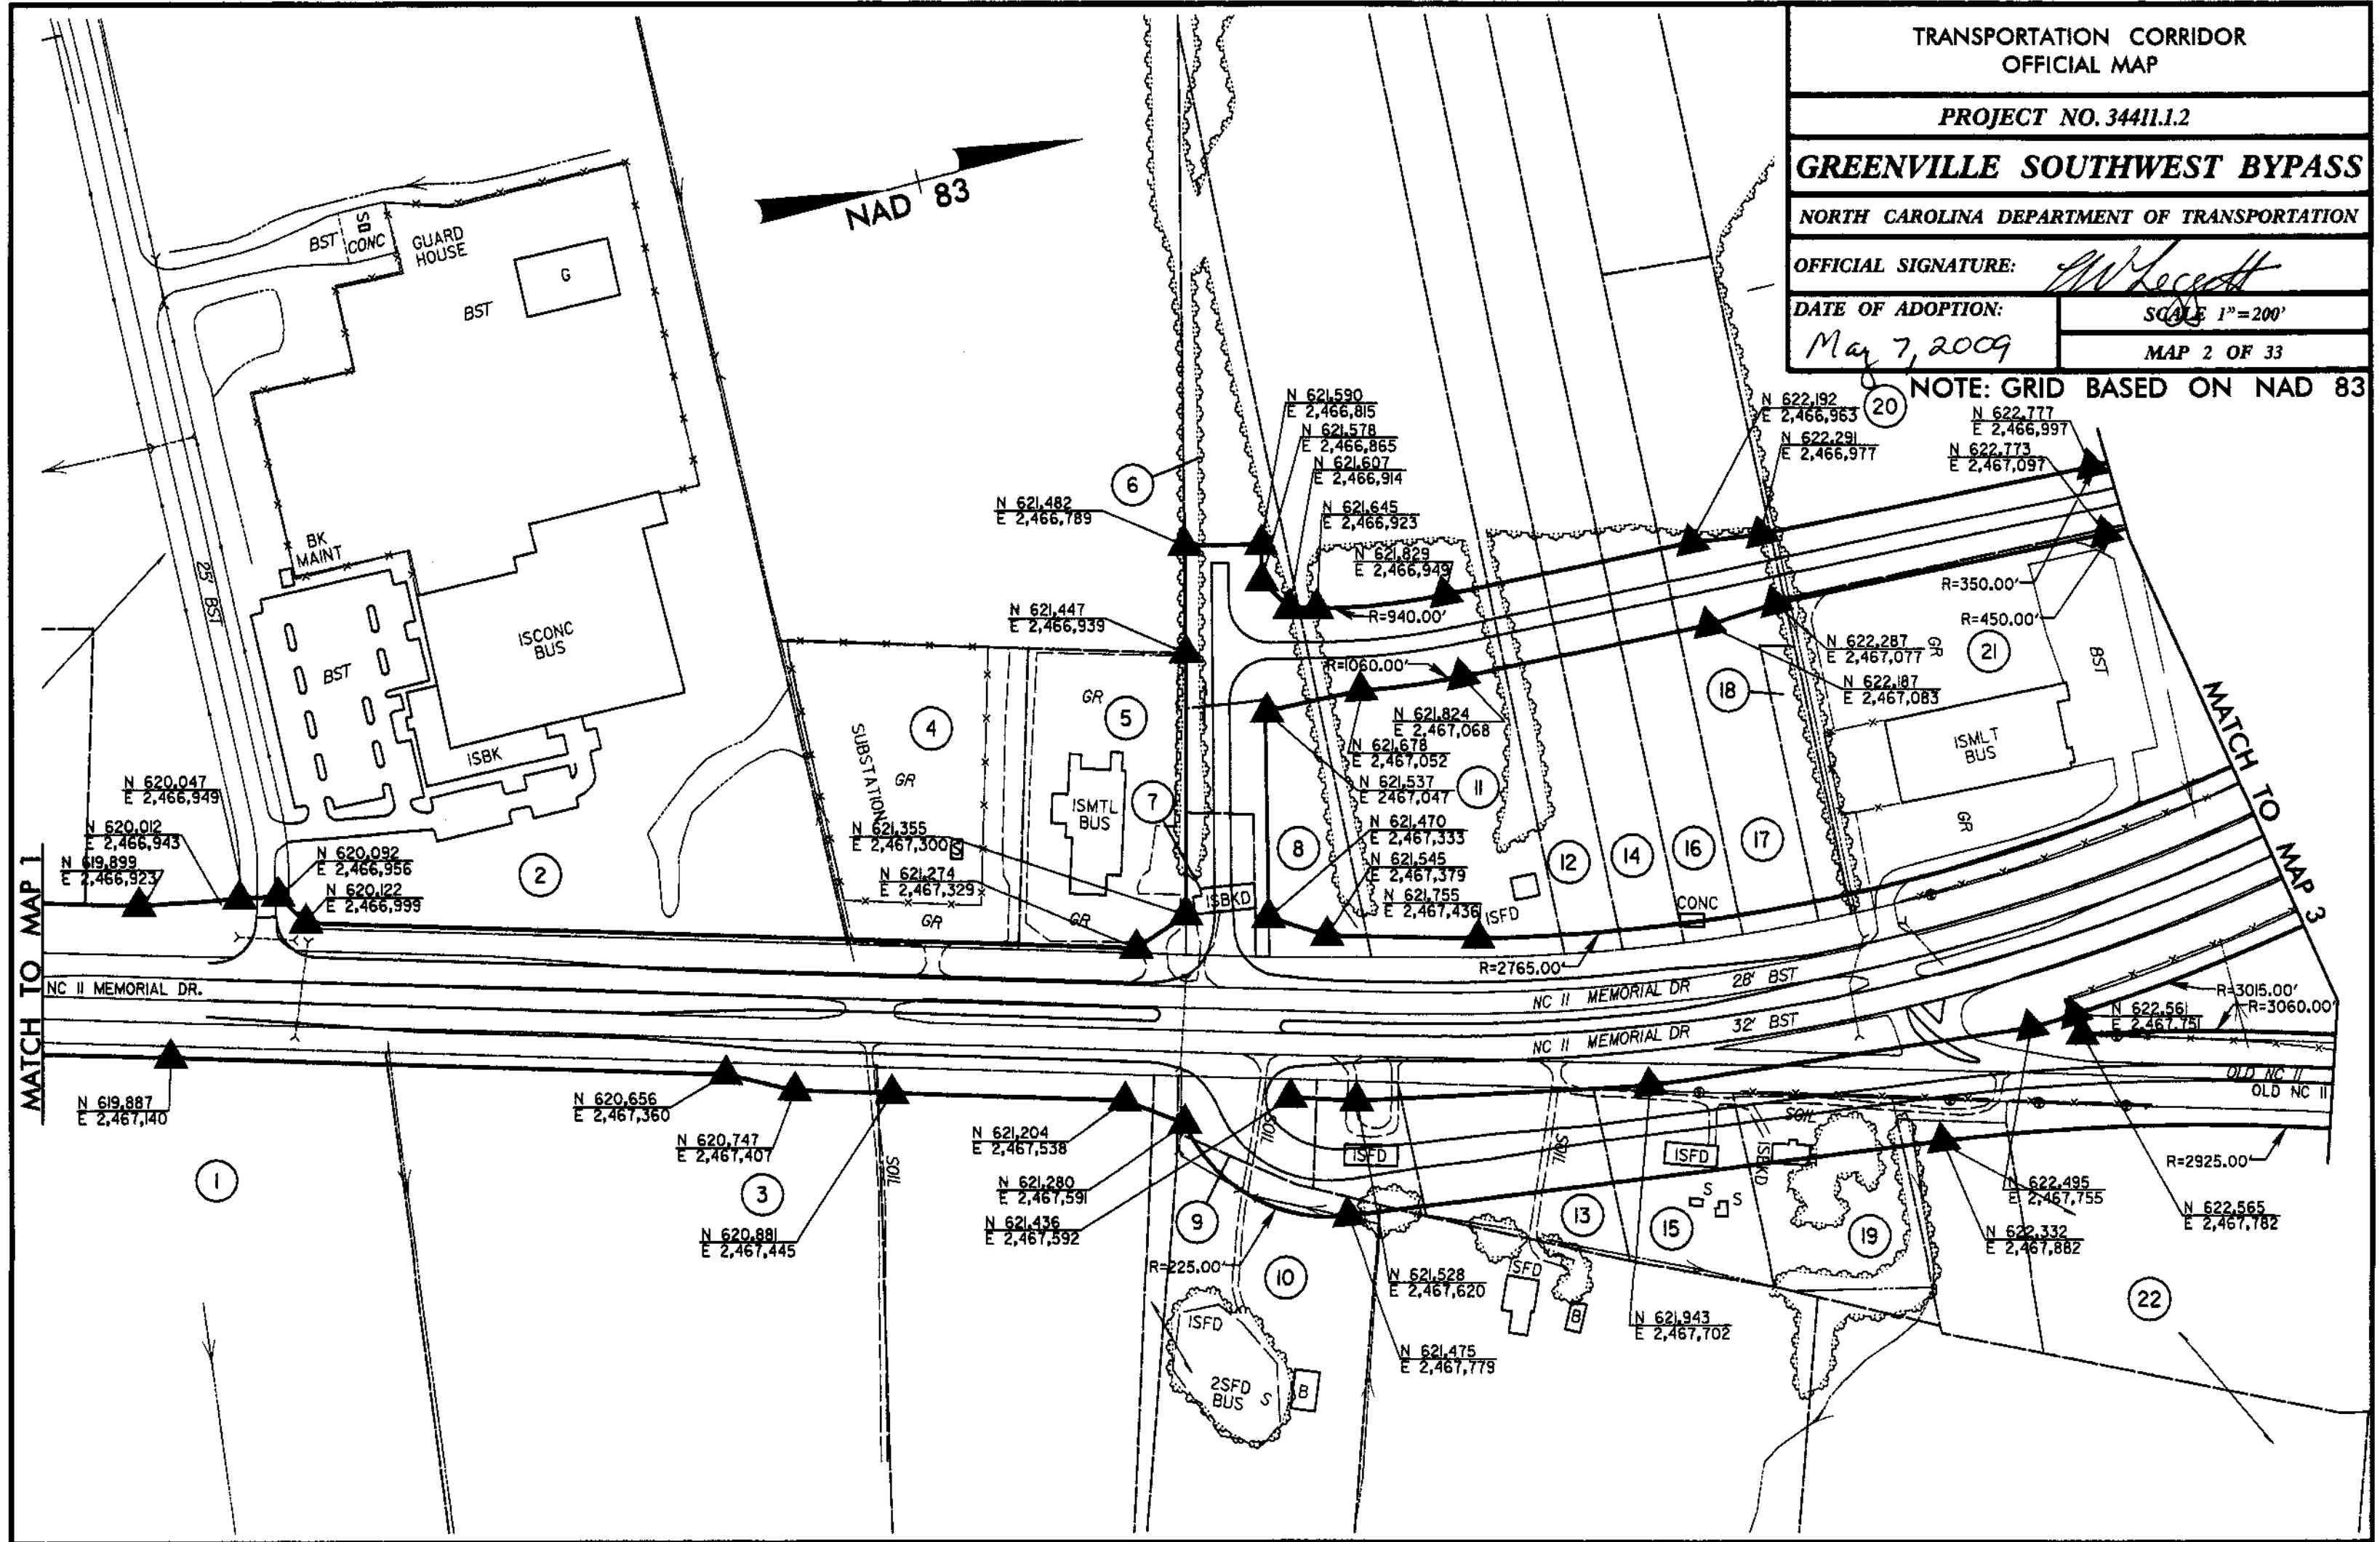 TRANSPORTATION CORRIDOR
OFFICIAL MAP
PROJECT NO. 34411.1.2
GREENVILLE SOUTHWEST BYPASS
NORTH CAROLINA DEPARTMENT OF TRANSPORTATION
OFFICIAL SIGNATURE:
DATE OF ADOPTION:
May 7, 2009
SCALE 1"=200'
MAP 2 OF 33
NOTE: GRID BASED ON NAD 83
NAD 83
SD
BST
CONC
GUARD
HOUSE
BST
G
BK
MAINT
25' BST
BST
ISCONC
BUS
ISBK
N 620,047
E 2,466,949
N 620,012
E 2,466,943
N 619,899
E 2,466,923
N 620,092
E 2,466,956
N 620,122
E 2,466,999
2
MATCH TO MAP 1
NC 11 MEMORIAL DR.
N 619,887
E 2,467,140
1
N 620,656
E 2,467,360
N 620,747
E 2,467,407
3
N 620,881
E 2,467,445
SOIL
SUBSTATION
4
GR
S
GR
GR
5
ISMTL
BUS
GR
7
6
N 621,482
E 2,466,789
N 621,447
E 2,466,939
N 621,355
E 2,467,300
N 621,274
E 2,467,329
ISBKD
N 621,590
E 2,466,815
N 621,578
E 2,466,865
N 621,607
E 2,466,914
N 621,645
E 2,466,923
N 621,829
E 2,466,949
R=940.00'
R=1060.00'
N 621,824
E 2,467,068
N 621,678
E 2,467,052
N 621,537
E 2467,047
11
8
N 621,470
E 2,467,333
N 621,545
E 2,467,379
N 621,755
E 2,467,436
ISFD
12
14
16
17
18
CONC
R=2765.00'
N 622,192
E 2,466,963
20
N 622,291
E 2,466,977
N 622,777
E 2,466,997
N 622,773
E 2,467,097
R=350.00'
R=450.00'
N 622,287
E 2,467,077
GR
21
BST
N 622,187
E 2,467,083
ISMLT
BUS
GR
MATCH TO MAP 3
NC 11 MEMORIAL DR
28' BST
NC 11 MEMORIAL DR
32' BST
R=3015.00'
R=3060.00'
N 622,561
E 2,467,751
OLD NC 11
OLD NC 11
R=2925.00'
N 621,204
E 2,467,538
N 621,280
E 2,467,591
N 621,436
E 2,467,592
9
R=225.00'
10
SOIL
ISFD
SOIL
ISFD
ISBKD
SOIL
S
S
13
15
19
SFD
B
N 621,528
E 2,467,620
N 621,475
E 2,467,779
N 621,943
E 2,467,702
N 622,495
E 2,467,755
N 622,332
E 2,467,882
N 622,565
E 2,467,782
22
ISFD
2SFD
BUS
S
B